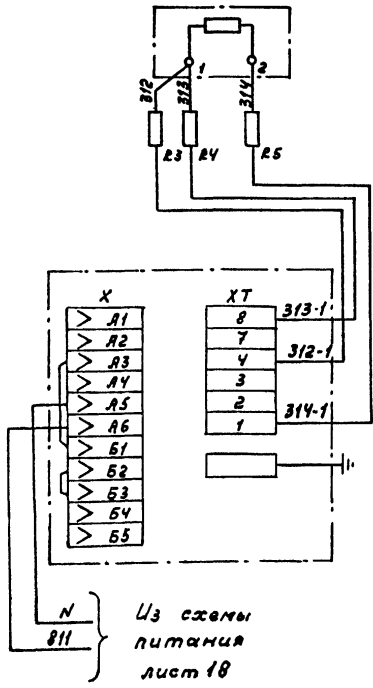 1 2
312 313 314
R3 R4 R5
X XT
A1
A2
A3
A4
A5
A6
Б1
Б2
Б3
Б4
Б5
8 313-1
7
4 312-1
3
2
1 314-1
N
811
Из схемы
питания
лист 18